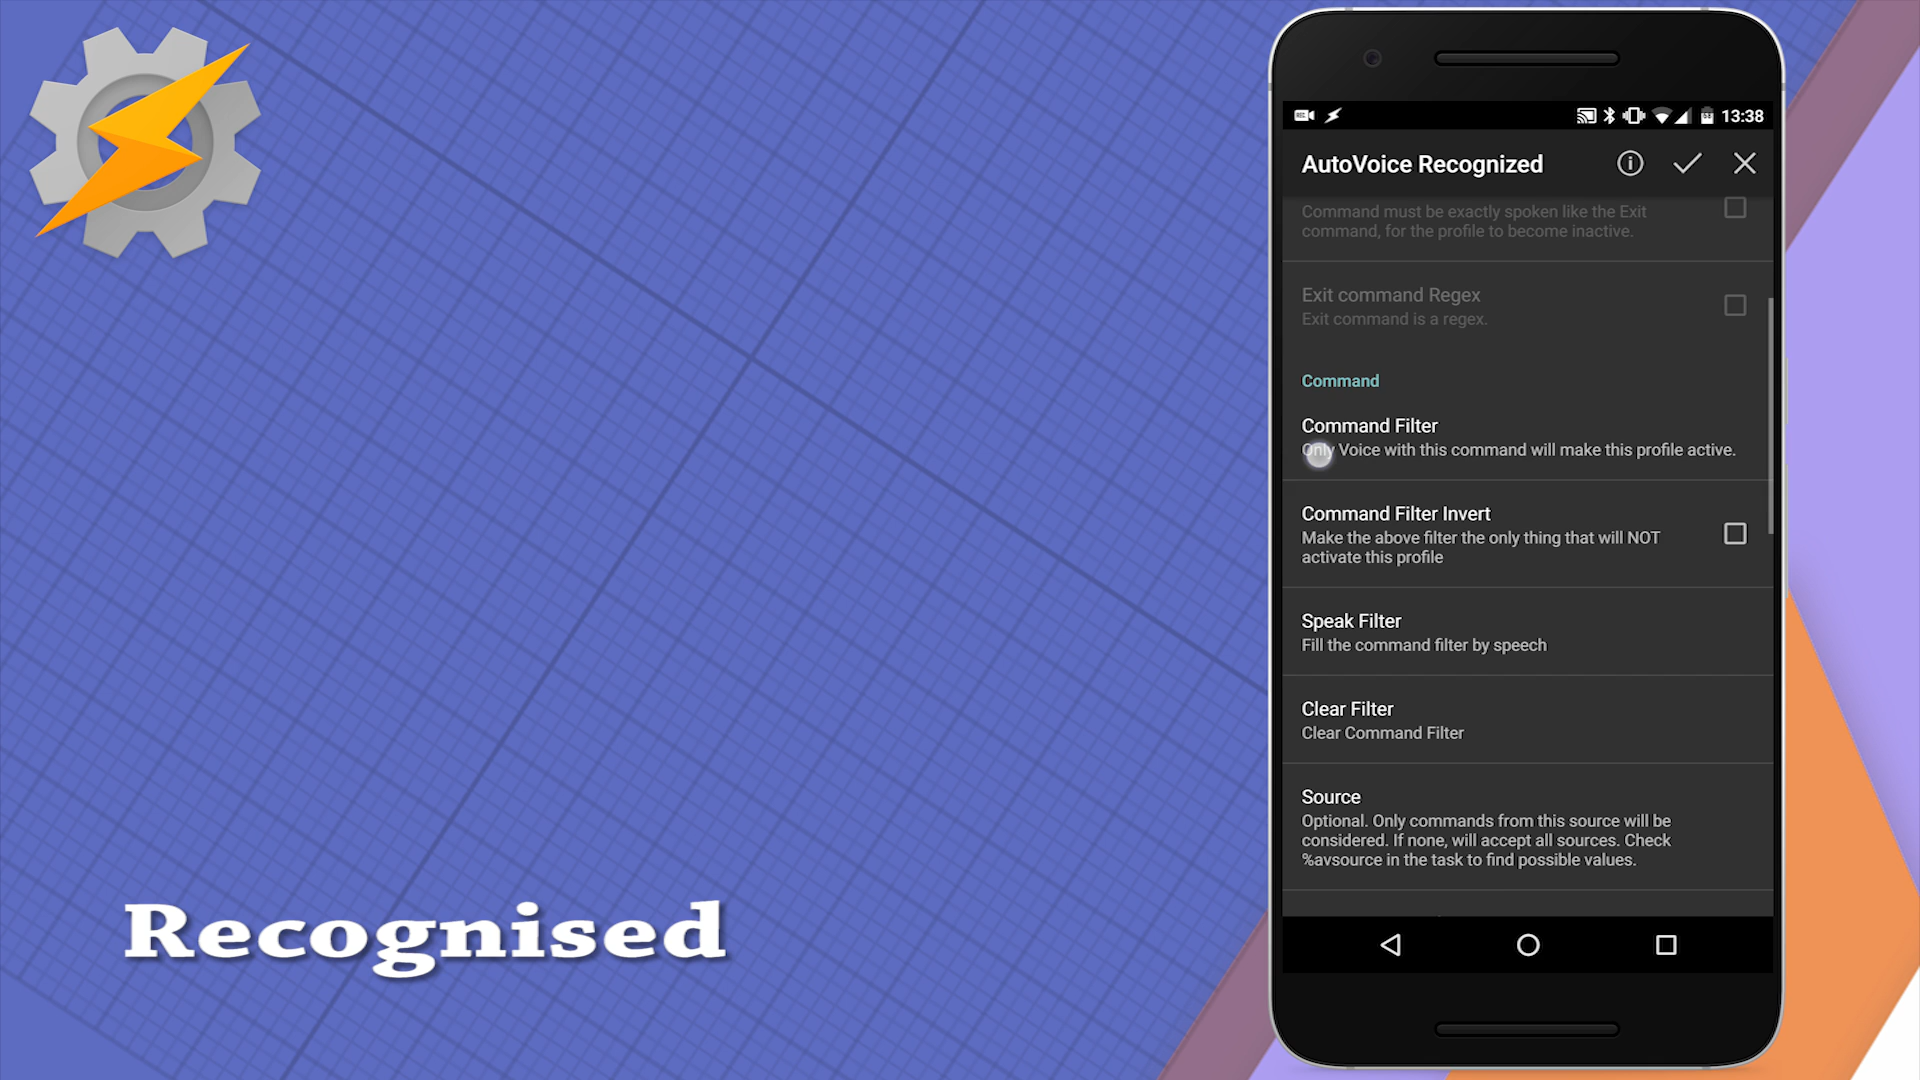 13:38
AutoVoice Recognized
Command must be exactly spoken like the Exit
command, for the profile to become inactive.
Exit command Regex
Exit command is a regex.
Command
Command Filter
Only Voice with this command will make this profile active.
Command Filter Invert
Make the above filter the only thing that will NOT
activate this profile
Speak Filter
Fill the command filter by speech
Clear Filter
Clear Command Filter
Source
Optional. Only commands from this source will be
considered. If none, will accept all sources. Check
%avsource in the task to find possible values.
Recognised